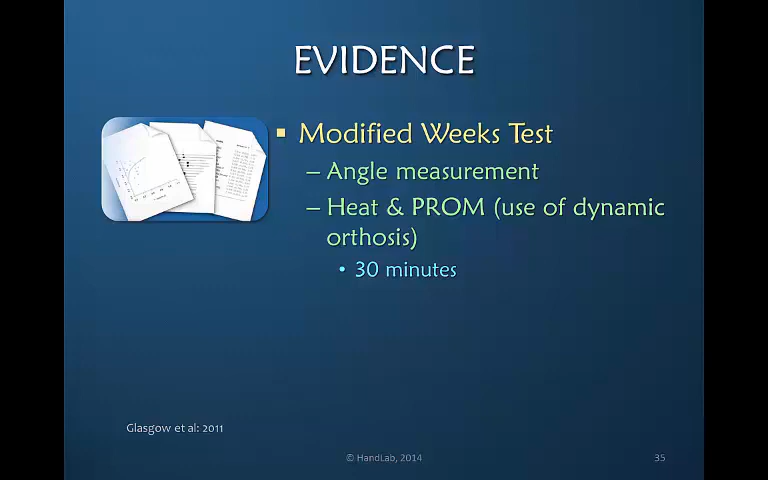 EVIDENCE
▪ Modified Weeks Test
– Angle measurement
– Heat & PROM (use of dynamic
orthosis)
• 30 minutes
Glasgow et al: 2011
© HandLab, 2014
35